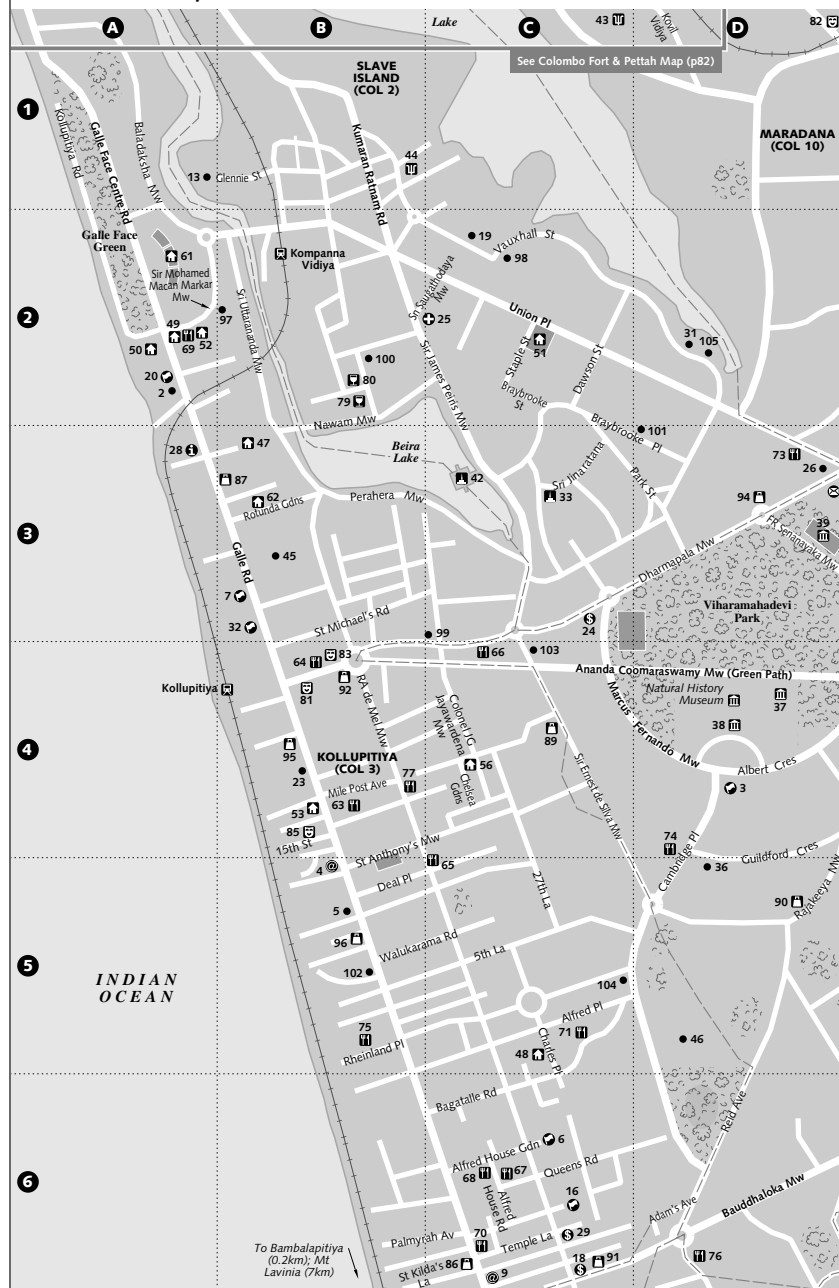 A
B
C
D
1
2
3
4
5
6
Lake
43
Koval
Vidiya
82
See Colombo Fort & Pettah Map (p82)
SLAVE
ISLAND
(COL 2)
MARADANA
(COL 10)
Kollupitiya Rd
Galle Face Centre Rd
Baladaksha Mw
Kumaran Ratnam Rd
44
13
Glennie St
Galle Face
Green
61
Kompanna
Vidiya
19
Vauxhall St
98
Sir Mohamed
Macan Markar
Mw
97
Sri Uttarananda Mw
25
Union Pl
49
69
52
50
Staple St
51
Dawson St
31
105
20
2
100
80
79
Sir James Peiris Mw
Braybrooke
St
Braybrooke Pl
101
Nawam Mw
28
47
Beira
Lake
42
Sri Jinaratana
33
Park St
73
26
87
62
Rotunda Gdns
Perahera Mw
94
FR Senanayaka Mw
39
Galle Rd
45
Dharmapala Mw
7
Viharamahadevi
Park
32
St Michael's Rd
99
24
83
64
66
103
Ananda Coomaraswamy Mw (Green Path)
Kollupitiya
81
92
RA de Mel Mw
Colonel JG
Jayawardena
Mw
Marcus Fernando Mw
Natural History
Museum
37
38
89
95
KOLLUPITIYA
(COL 3)
77
56
Sir Ernest de Silva Mw
Albert Cres
23
Mile Post Ave
Chelsea
Gdns
3
53
63
85
15th St
74
Cambridge Pl
St Anthony's Mw
65
4
Deal Pl
36
Guildford Cres
27th La
90
Rajakeeya Mw
5
96
Walukarama Rd
5th La
INDIAN
OCEAN
102
104
Alfred Pl
75
71
46
Rheinland Pl
48
Charles Pl
Bagatalle Rd
Reid Ave
Alfred House Gdn
6
68
67
Queens Rd
Alfred
House Rd
16
Adam's Ave
Bauddhaloka Mw
Palmyrah Av
70
Temple La
29
To Bambalapitiya
(0.2km); Mt
Lavinia (7km)
St Kilda's
La
86
9
18
91
76